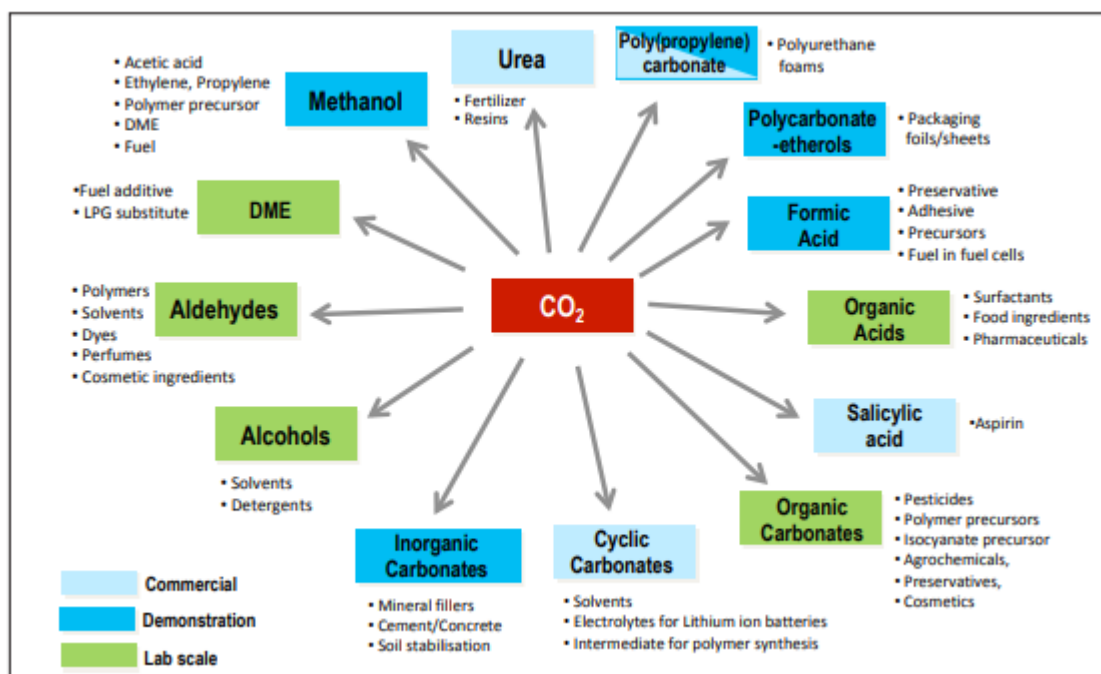 Urea
• Fertilizer
• Resins
Poly(propylene)
carbonate
• Polyurethane
foams
• Acetic acid
• Ethylene, Propylene
• Polymer precursor
• DME
• Fuel
Methanol
Polycarbonate
-etherols
• Packaging
foils/sheets
•Fuel additive
• LPG substitute
DME
Formic
Acid
• Preservative
• Adhesive
• Precursors
• Fuel in fuel cells
• Polymers
• Solvents
• Dyes
• Perfumes
• Cosmetic ingredients
Aldehydes
CO2
Organic
Acids
• Surfactants
• Food ingredients
• Pharmaceuticals
Alcohols
• Solvents
• Detergents
Salicylic
acid
•Aspirin
Inorganic
Carbonates
• Mineral fillers
• Cement/Concrete
• Soil stabilisation
Cyclic
Carbonates
• Solvents
• Electrolytes for Lithium ion batteries
• Intermediate for polymer synthesis
Organic
Carbonates
• Pesticides
• Polymer precursors
• Isocyanate precursor
• Agrochemicals,
• Preservatives,
• Cosmetics
Commercial
Demonstration
Lab scale